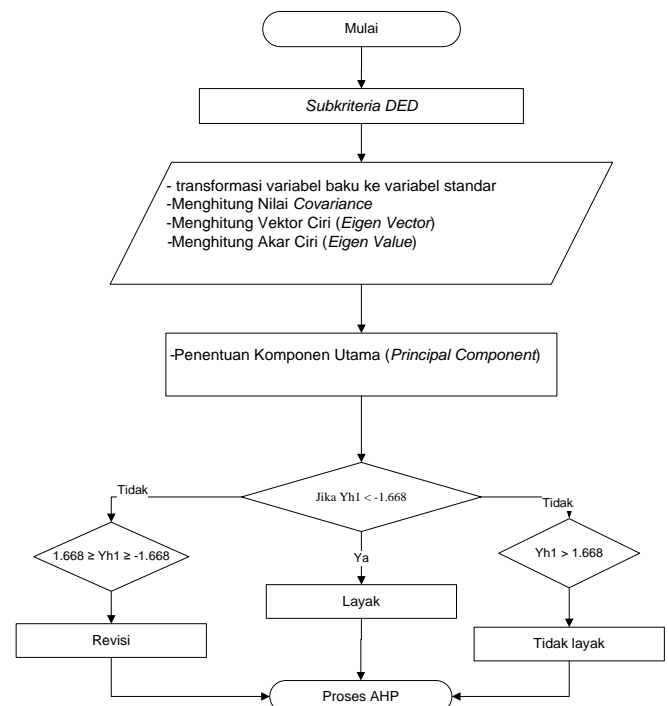 Mulai
Subkriteria DED
- transformasi variabel baku ke variabel standar
-Menghitung Nilai Covariance
-Menghitung Vektor Ciri (Eigen Vector)
-Menghitung Akar Ciri (Eigen Value)
-Penentuan Komponen Utama (Principal Component)
Jika Yh1 < -1.668
Tidak
Tidak
1.668 ≥ Yh1 ≥ -1.668
Ya
Yh1 > 1.668
Layak
Revisi
Tidak layak
Proses AHP